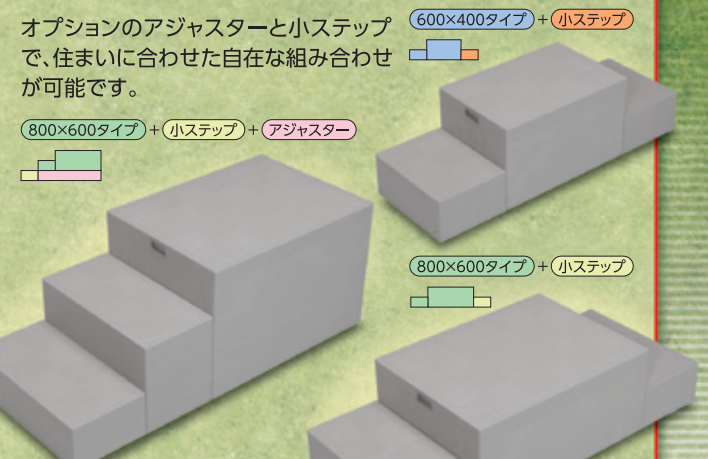 オプションのアジャスターと小ステップ
で、住まいに合わせた自在な組み合わせ
が可能です。
800×600タイプ+小ステップ+アジャスター
600×400タイプ+小ステップ
800×600タイプ+小ステップ